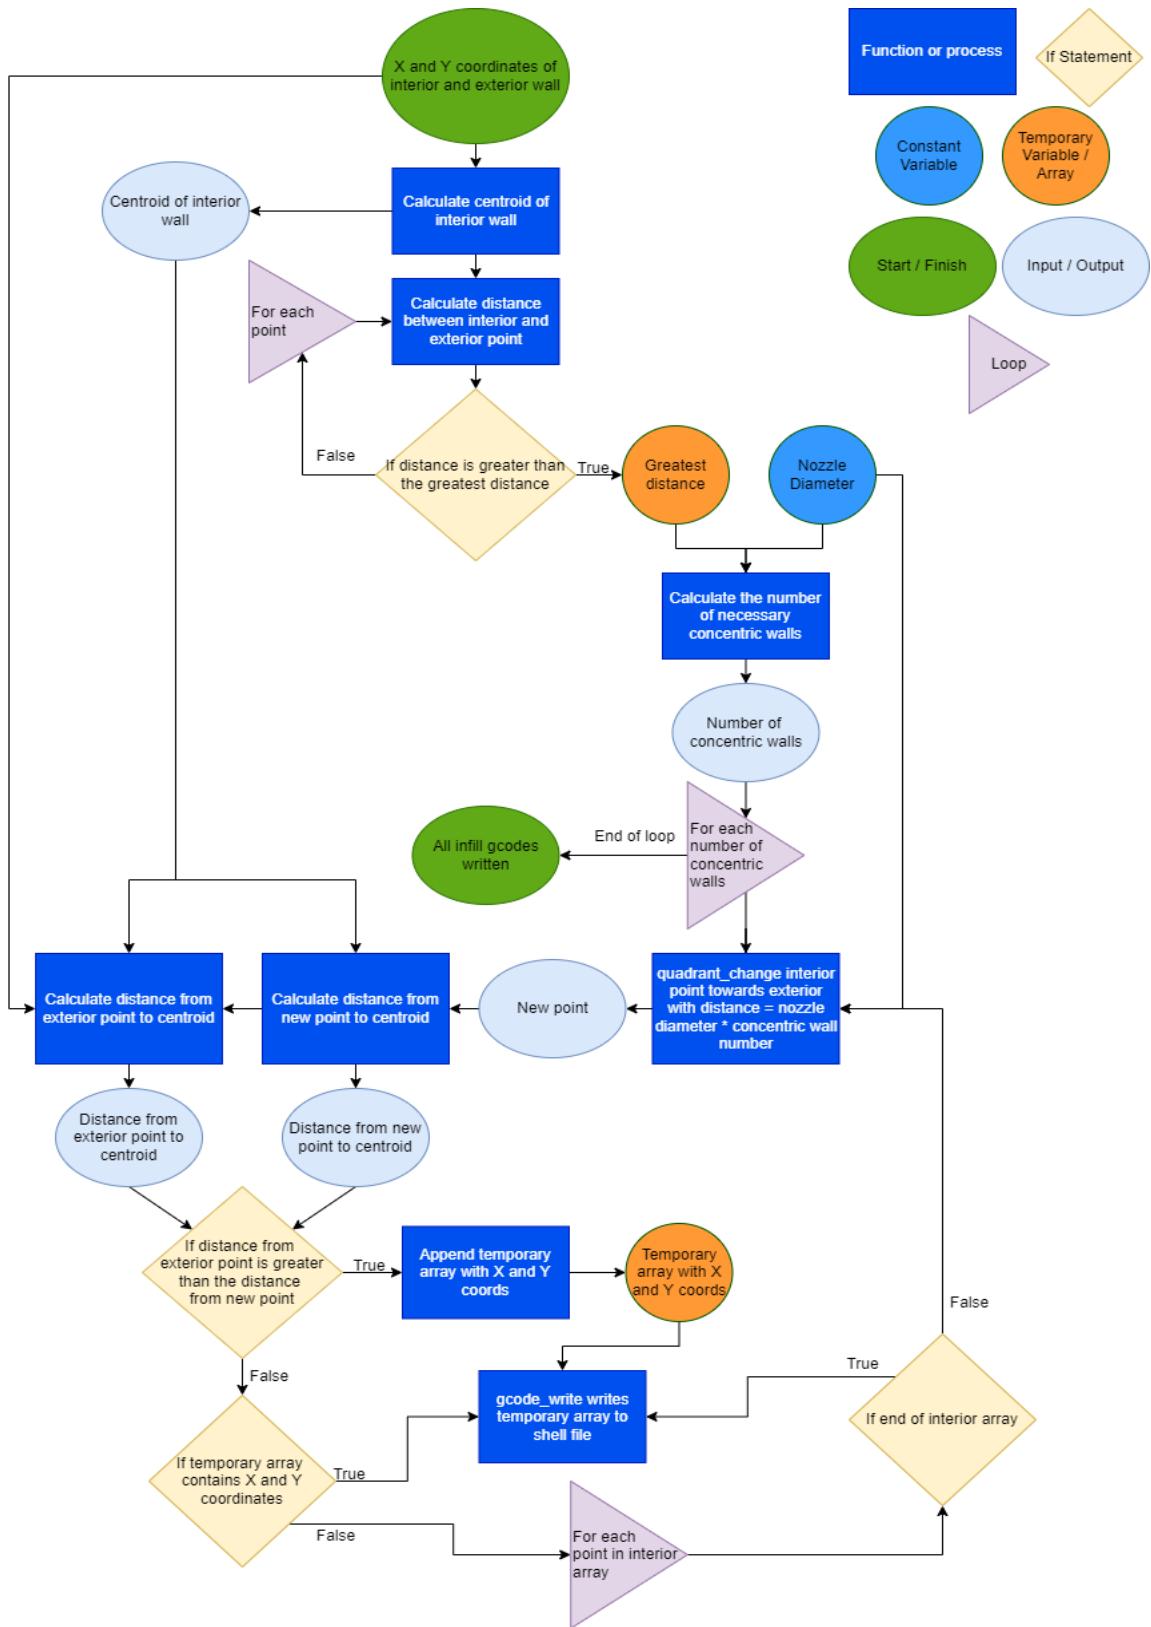 X and Y coordinates of
interior and exterior wall
Function or process
If Statement
Constant
Variable
Temporary
Variable /
Array
Start / Finish
Input / Output
Loop
Centroid of interior
wall
Calculate centroid of
interior wall
For each
point
Calculate distance
between interior and
exterior point
False
If distance is greater than
the greatest distance
True
Greatest
distance
Nozzle
Diameter
Calculate the number
of necessary
concentric walls
Number of
concentric walls
For each
number of
concentric
walls
End of loop
All infill gcodes
written
Calculate distance from
exterior point to centroid
Calculate distance from
new point to centroid
New point
quadrant_change interior
point towards exterior
with distance = nozzle
diameter * concentric wall
number
Distance from
exterior point to
centroid
Distance from new
point to centroid
If distance from
exterior point is greater
than the distance
from new point
True
Append temporary
array with X and Y
coords
Temporary
array with X
and Y coords
False
False
True
gcode_write writes
temporary array to
shell file
If end of interior array
If temporary array
contains X and Y
coordinates
True
False
For each
point in interior
array